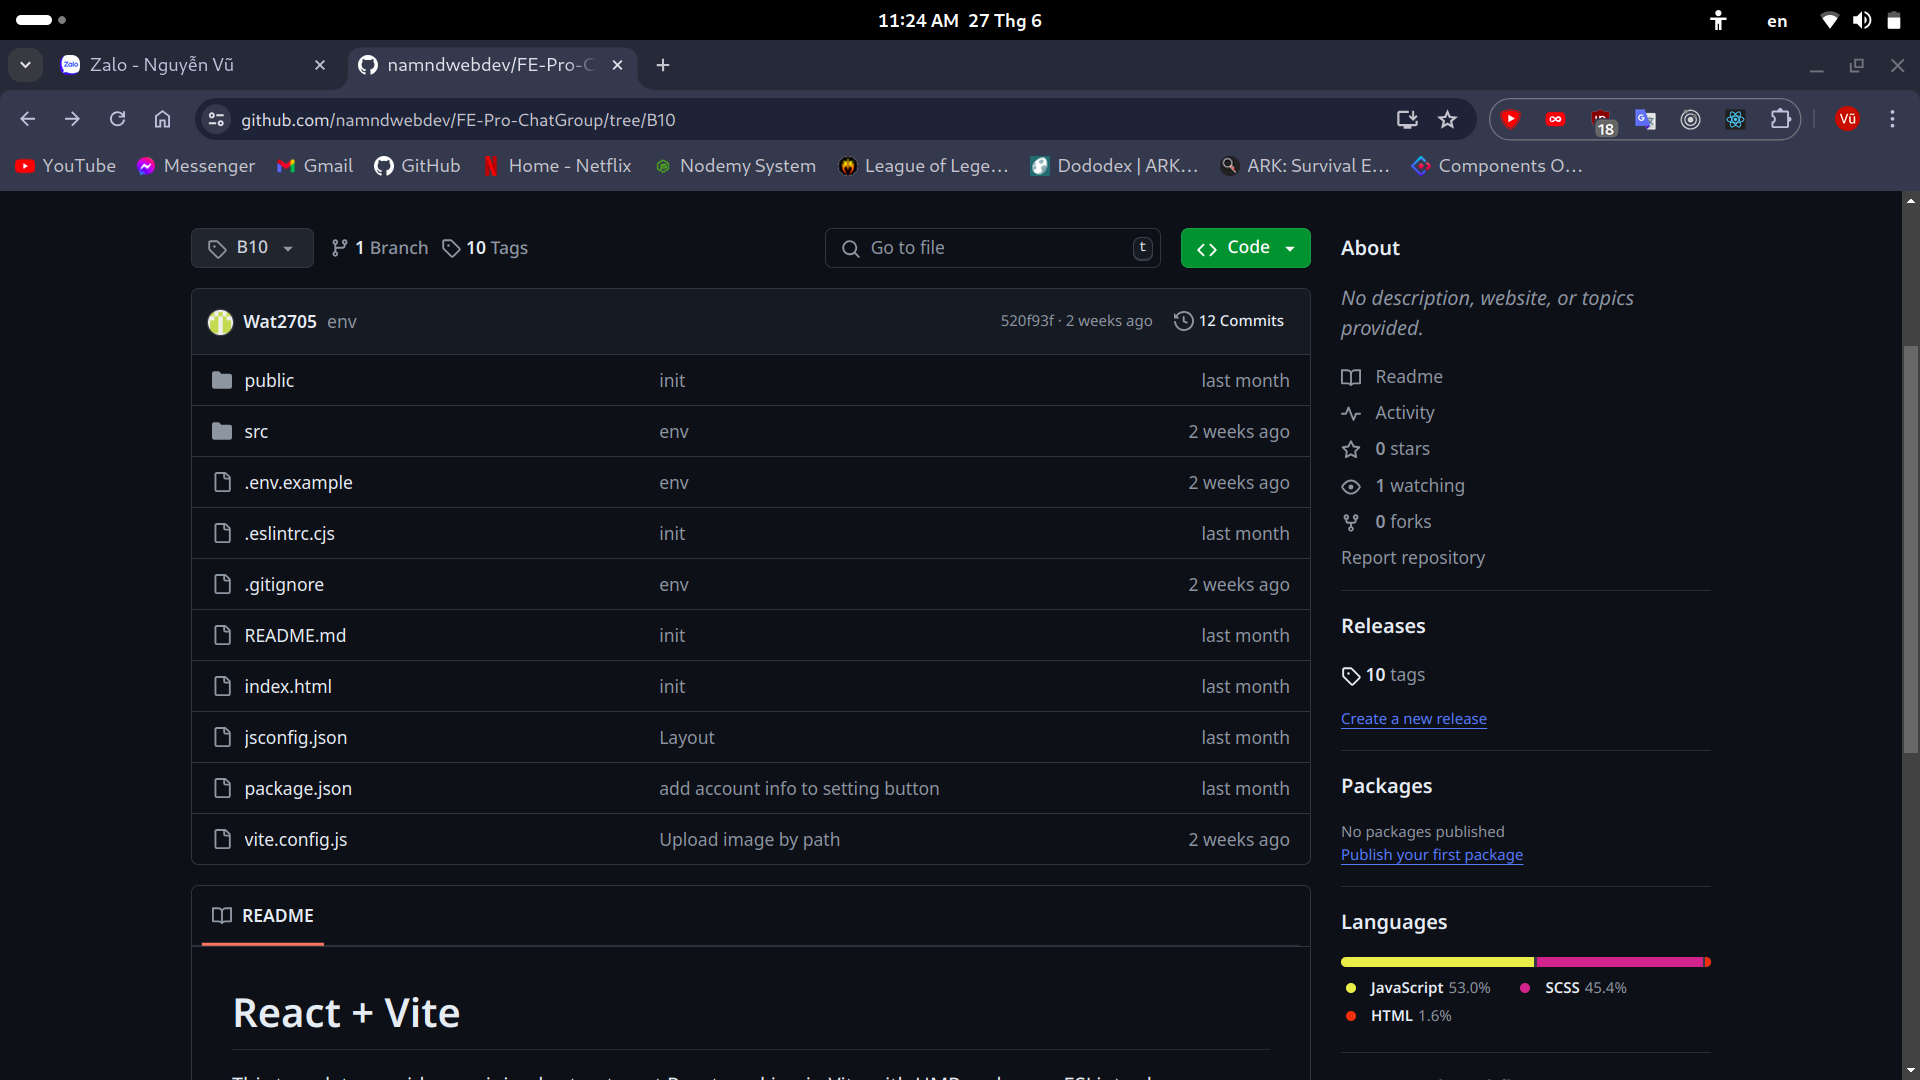 11:24 AM 27 Thg 6
en
Zalo - Nguyễn Vũ
namndwebdev/FE-Pro-C
github.com/namndwebdev/FE-Pro-ChatGroup/tree/B10
18
Vũ
YouTube
Messenger
Gmail
GitHub
Home - Netflix
Nodemy System
League of Lege...
Dododex | ARK...
ARK: Survival E...
Components O...
B10
1 Branch
10 Tags
Go to file
t
Code
Wat2705 env
520f93f · 2 weeks ago
12 Commits
public init last month
src env 2 weeks ago
.env.example env 2 weeks ago
.eslintrc.cjs init last month
.gitignore env 2 weeks ago
README.md init last month
index.html init last month
jsconfig.json Layout last month
package.json add account info to setting button last month
vite.config.js Upload image by path 2 weeks ago
README
React + Vite
About
No description, website, or topics
provided.
Readme
Activity
0 stars
1 watching
0 forks
Report repository
Releases
10 tags
Create a new release
Packages
No packages published
Publish your first package
Languages
JavaScript 53.0%
SCSS 45.4%
HTML 1.6%